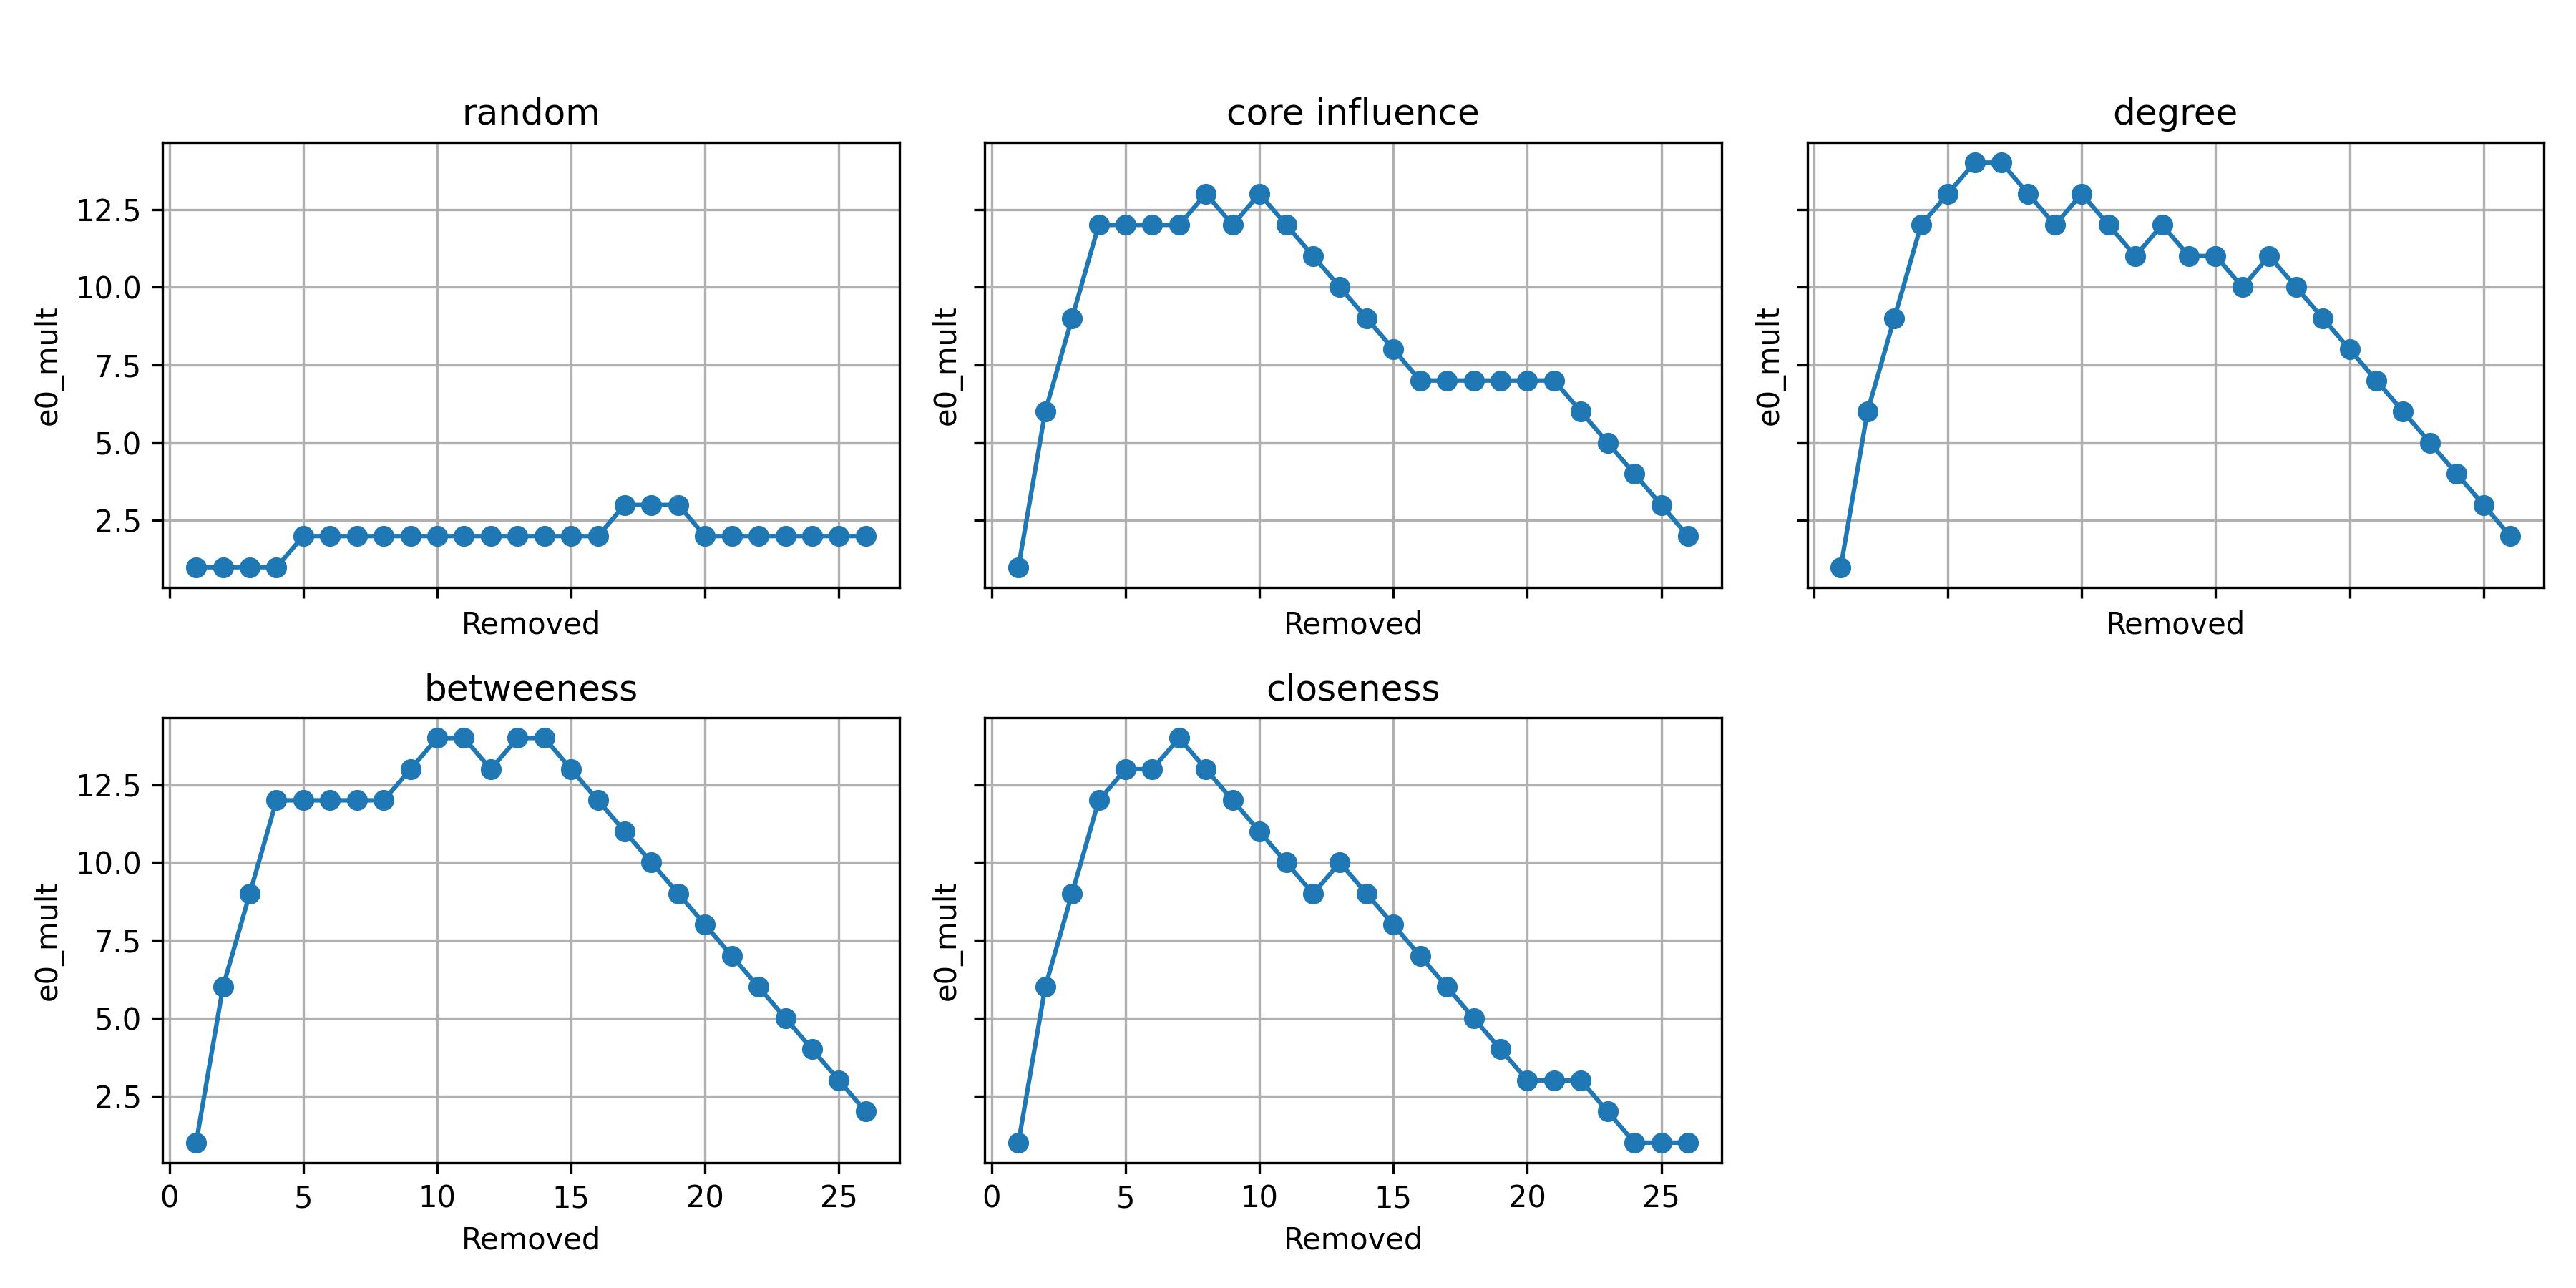 random
core influence
degree
12.5
10.0
7.5
5.0
2.5
e0_mult
e0_mult
e0_mult
Removed
Removed
Removed
betweeness
closeness
12.5
10.0
7.5
5.0
2.5
e0_mult
e0_mult
0 5 10 15 20 25
0 5 10 15 20 25
Removed
Removed